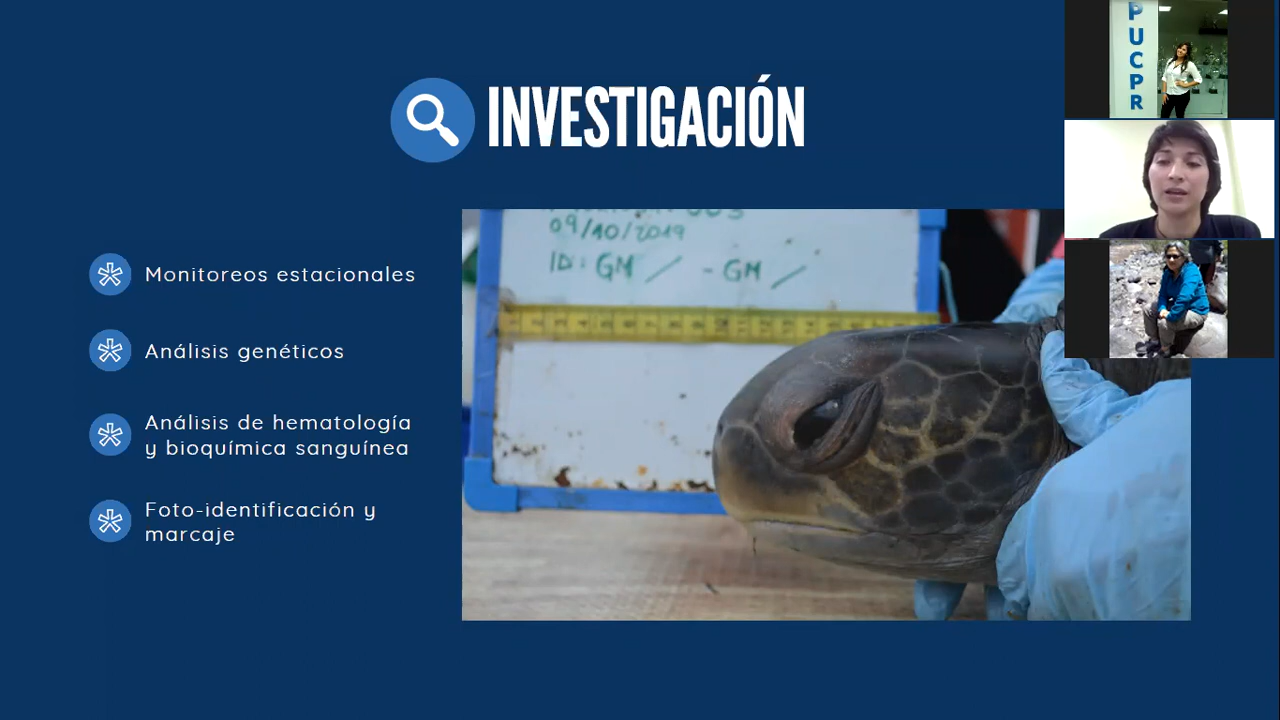 INVESTIGACIÓN
Monitoreos estacionales
Análisis genéticos
Análisis de hematología
y bioquímica sanguínea
Foto-identificación y
marcaje
09/10/2019
ID: GM / - GM /
PUCPR